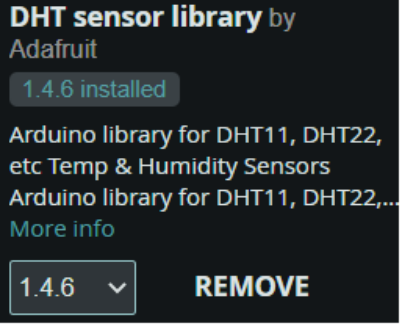 DHT sensor library by
Adafruit
1.4.6 installed
Arduino library for DHT11, DHT22,
etc Temp & Humidity Sensors
Arduino library for DHT11, DHT22,...
More info
1.4.6 REMOVE